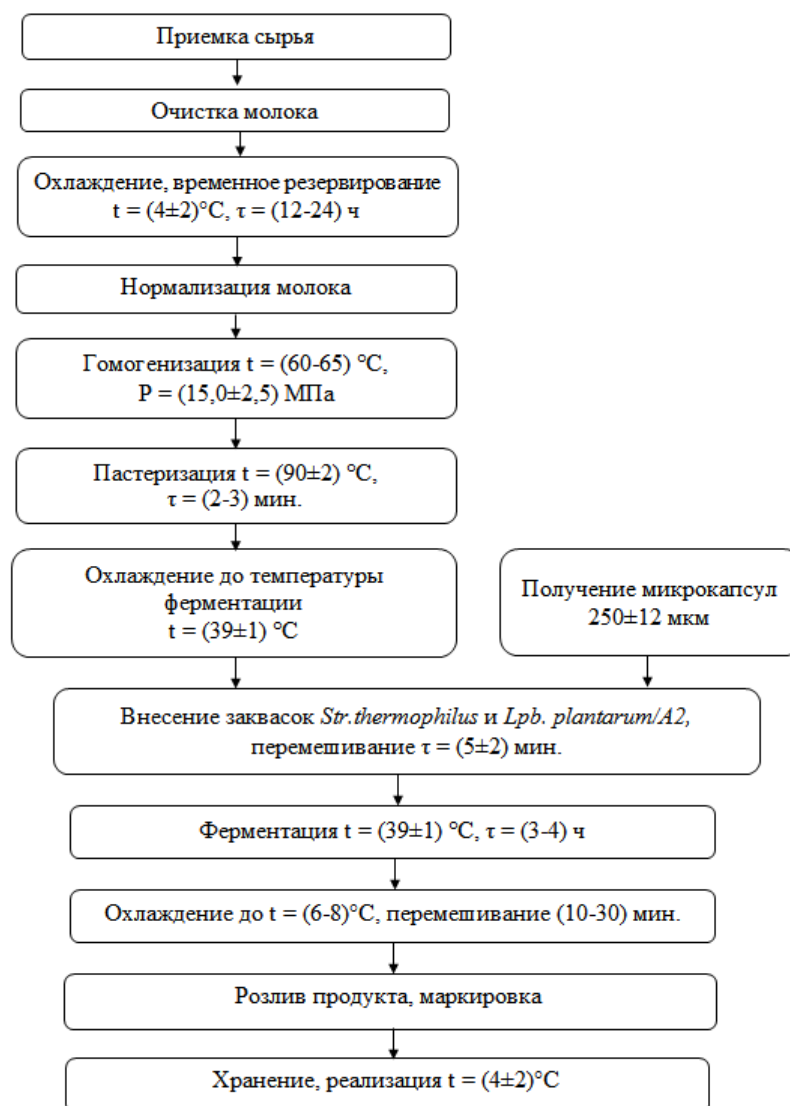 Приемка сырья
Очистка молока
Охлаждение, временное резервирование
t = (4±2)°C, τ = (12-24) ч
Нормализация молока
Гомогенизация t = (60-65) °C,
P = (15,0±2,5) МПа
Пастеризация t = (90±2) °C,
τ = (2-3) мин.
Охлаждение до температуры
ферментации
t = (39±1) °C
Получение микрокапсул
250±12 мкм
Внесение заквасок Str.thermophilus и Lpb. plantarum/A2,
перемешивание τ = (5±2) мин.
Ферментация t = (39±1) °C, τ = (3-4) ч
Охлаждение до t = (6-8)°C, перемешивание (10-30) мин.
Розлив продукта, маркировка
Хранение, реализация t = (4±2)°C